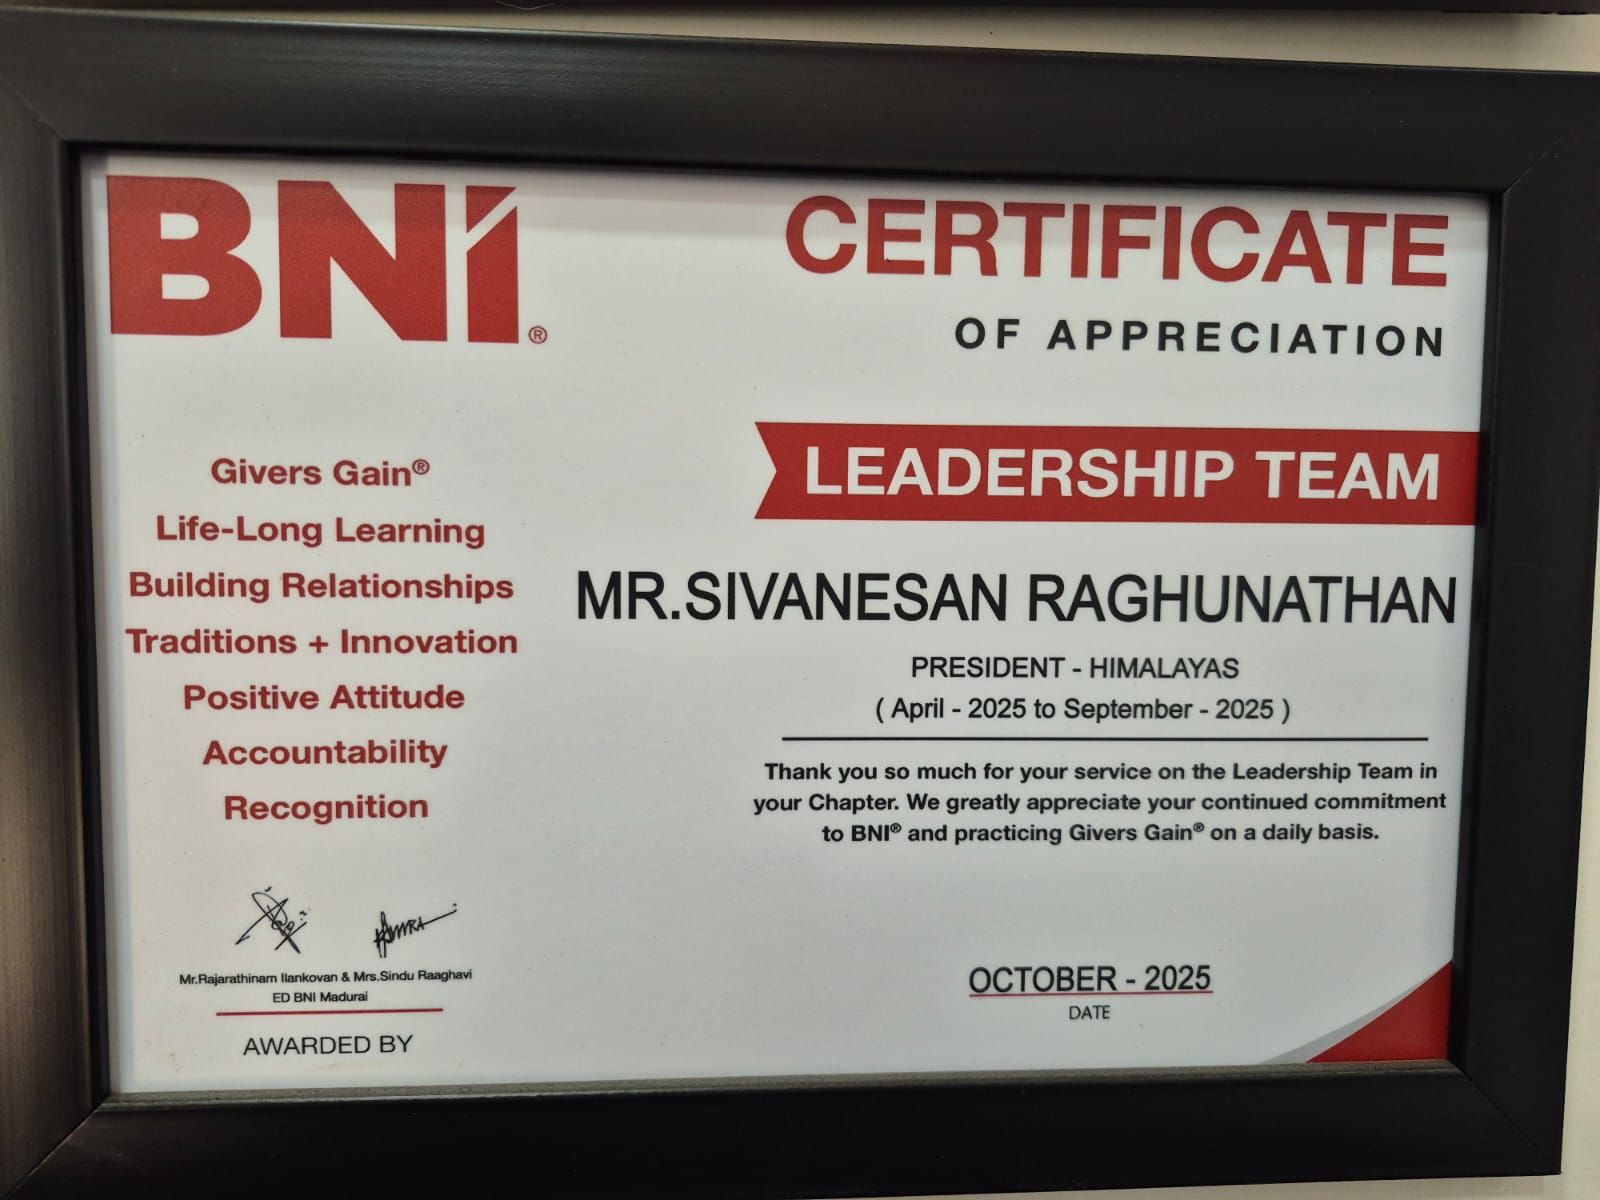 BNI®
CERTIFICATE
OF APPRECIATION
LEADERSHIP TEAM
MR.SIVANESAN RAGHUNATHAN
PRESIDENT - HIMALAYAS
( April - 2025 to September - 2025 )
Thank you so much for your service on the Leadership Team in
your Chapter. We greatly appreciate your continued commitment
to BNI® and practicing Givers Gain® on a daily basis.
Givers Gain®
Life-Long Learning
Building Relationships
Traditions + Innovation
Positive Attitude
Accountability
Recognition
Mr.Rajarathinam Ilankovan & Mrs.Sindu Raaghavi
ED BNI Madurai
AWARDED BY
OCTOBER - 2025
DATE